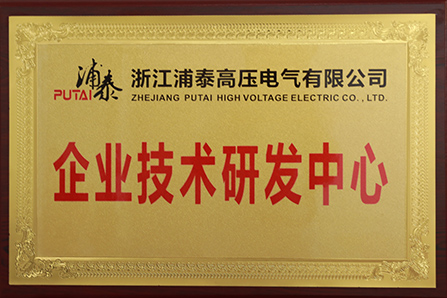 浦泰
PUTAI
浙江浦泰高压电气有限公司
ZHEJIANG PUTAI HIGH VOLTAGE ELECTRIC CO., LTD.
企业技术研发中心